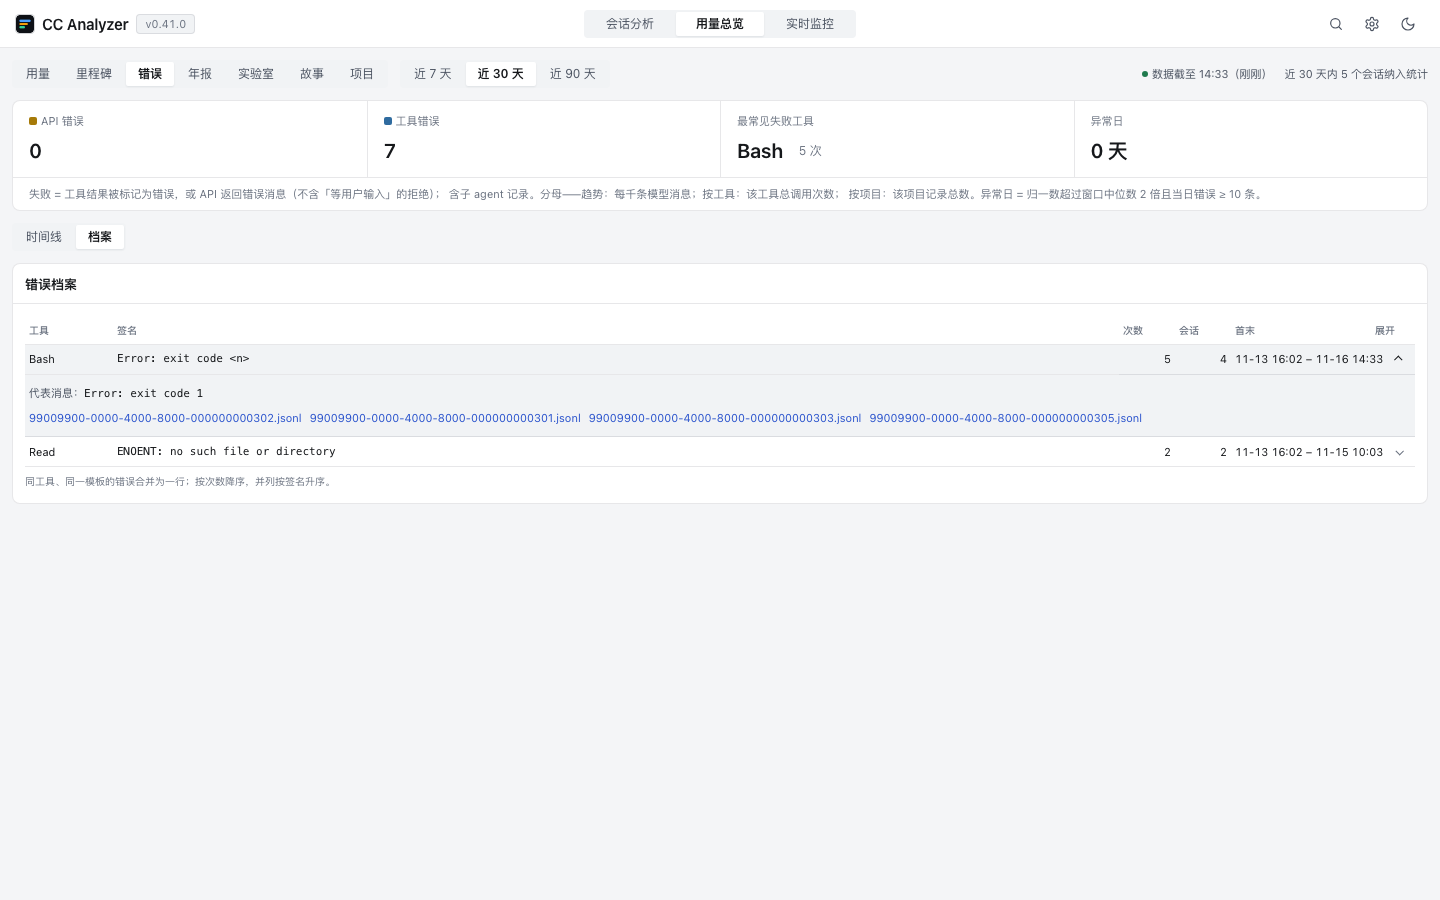 CC Analyzer v0.41.0 会话分析 用量总览 实时监控
用量 里程碑 错误 年报 实验室 故事 项目 近 7 天 近 30 天 近 90 天 数据截至 14:33（刚刚） 近 30 天内 5 个会话纳入统计
API 错误 工具错误 最常见失败工具 异常日
0 7 Bash 5 次 0 天
失败 = 工具结果被标记为错误，或 API 返回错误消息（不含「等用户输入」的拒绝）； 含子 agent 记录。分母——趋势：每千条模型消息；按工具：该工具总调用次数； 按项目：该项目记录总数。异常日 = 归一数超过窗口中位数 2 倍且当日错误 ≥ 10 条。
时间线 档案
错误档案
工具 签名 次数 会话 首末 展开
Bash Error: exit code <n> 5 4 11-13 16:02 – 11-16 14:33
代表消息：Error: exit code 1
99009900-0000-4000-8000-000000000302.jsonl 99009900-0000-4000-8000-000000000301.jsonl 99009900-0000-4000-8000-000000000303.jsonl 99009900-0000-4000-8000-000000000305.jsonl
Read ENOENT: no such file or directory 2 2 11-13 16:02 – 11-15 10:03
同工具、同一模板的错误合并为一行；按次数降序，并列按签名升序。